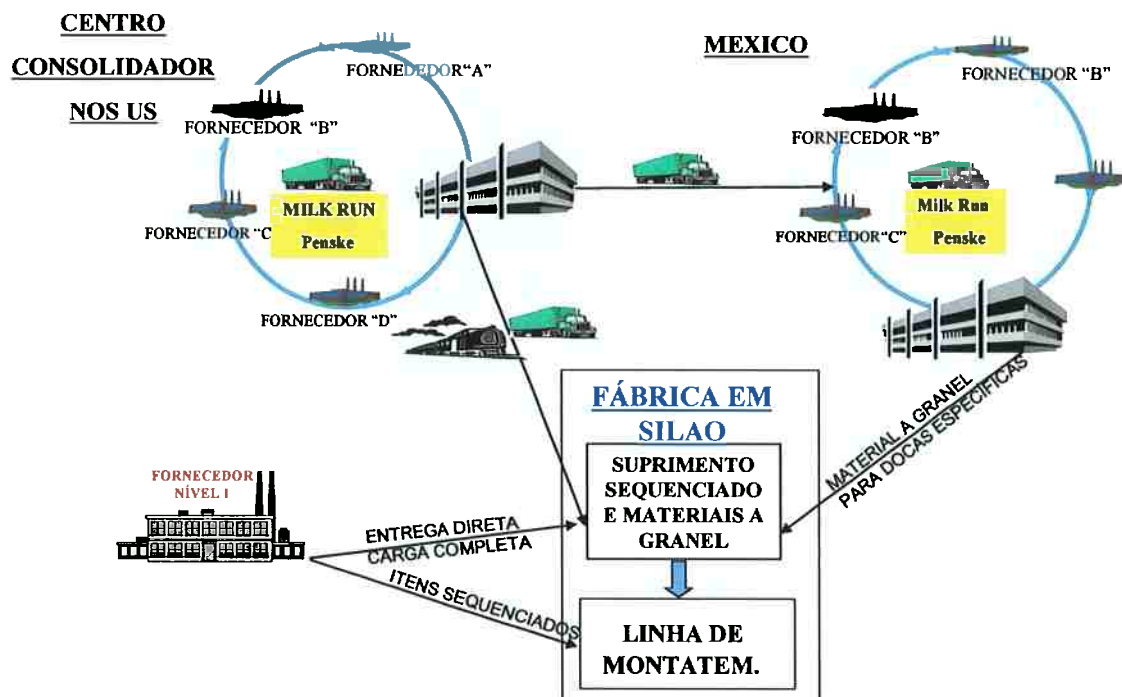 CENTRO
CONSOLIDADOR
NOS US
FORNEDEDOR"A"
FORNECEDOR "B"
MILK RUN
Penske
FORNECEDOR "C
FORNECEDOR "D"
MEXICO
FORNECEDOR "B"
FORNECEDOR "B"
Milk Run
Penske
FORNECEDOR"C"
FÁBRICA EM
SILAO
SUPRIMENTO
SEQUENCIADO
E MATERIAIS A
GRANEL
MATERIAL A GRANEL
PARA DOCAS ESPECÍFICAS
FORNECEDOR
NÍVEL I
ENTREGA DIRETA
CARGA COMPLETA
ITENS SEQUENCIADOS
LINHA DE
MONTATEM.